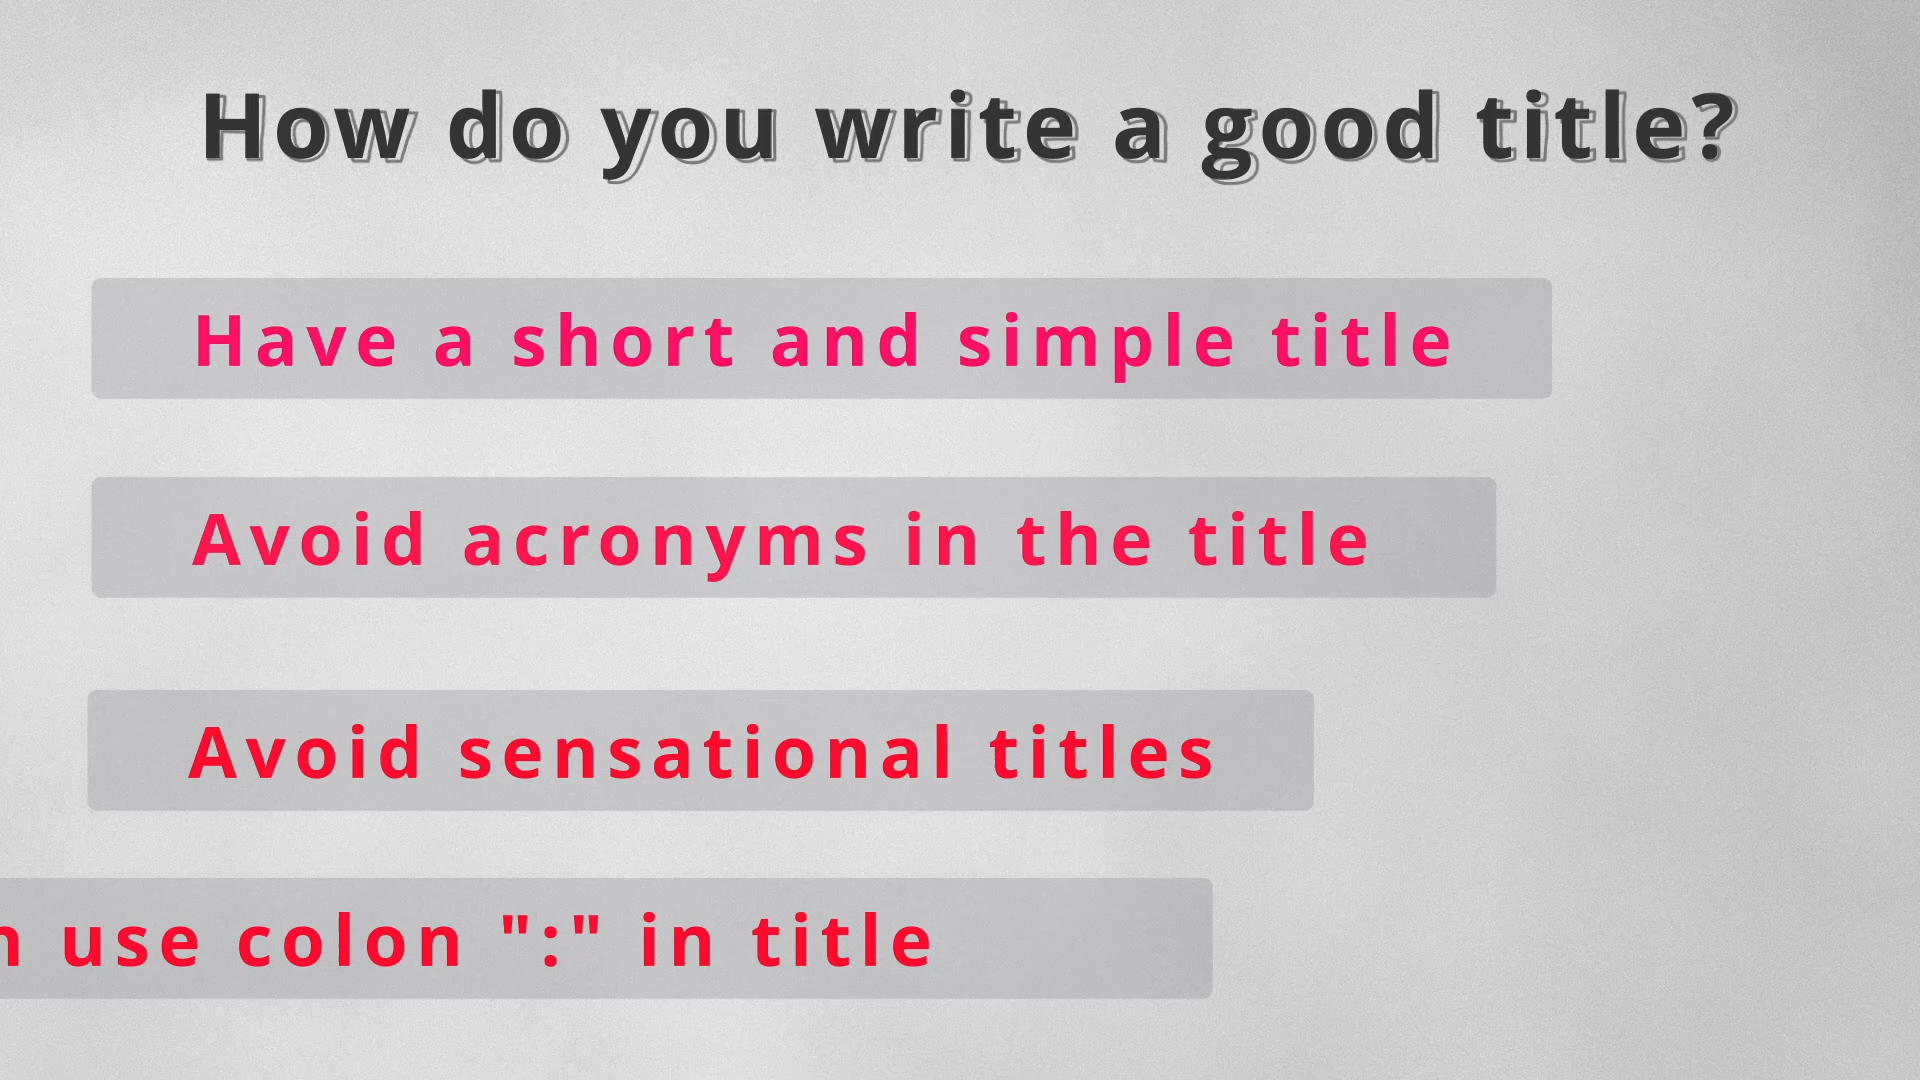 How do you write a good title?
Have a short and simple title
Avoid acronyms in the title
Avoid sensational titles
use colon ":" in title